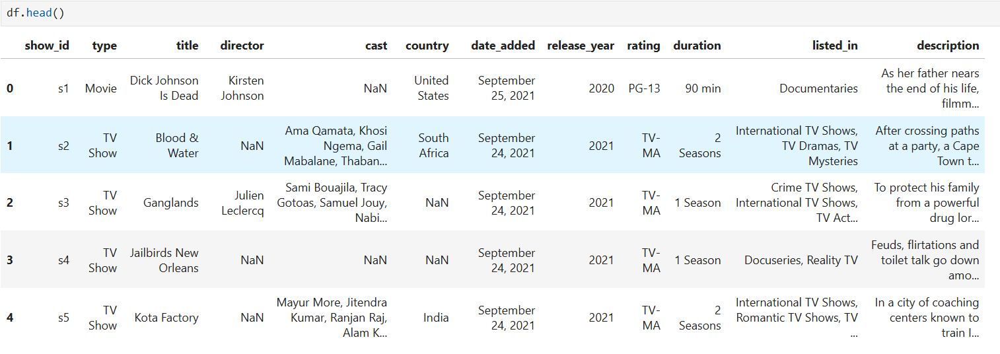 df.head()
show_id type title director cast country date_added release_year rating duration listed_in description
0 s1 Movie Dick Johnson Is Dead Kirsten Johnson NaN United States September 25, 2021 2020 PG-13 90 min Documentaries As her father nears the end of his life, filmm...
1 s2 TV Show Blood & Water NaN Ama Qamata, Khosi Ngema, Gail Mabalane, Thaban... South Africa September 24, 2021 2021 TV-MA 2 Seasons International TV Shows, TV Dramas, TV Mysteries After crossing paths at a party, a Cape Town t...
2 s3 TV Show Ganglands Julien Leclercq Sami Bouajila, Tracy Gotoas, Samuel Jouy, Nabi... NaN September 24, 2021 2021 TV-MA 1 Season Crime TV Shows, International TV Shows, TV Act... To protect his family from a powerful drug lor...
3 s4 TV Show Jailbirds New Orleans NaN NaN NaN September 24, 2021 2021 TV-MA 1 Season Docuseries, Reality TV Feuds, flirtations and toilet talk go down amo...
4 s5 TV Show Kota Factory NaN Mayur More, Jitendra Kumar, Ranjan Raj, Alam K... India September 24, 2021 2021 TV-MA 2 Seasons International TV Shows, Romantic TV Shows, TV ... In a city of coaching centers known to train I...